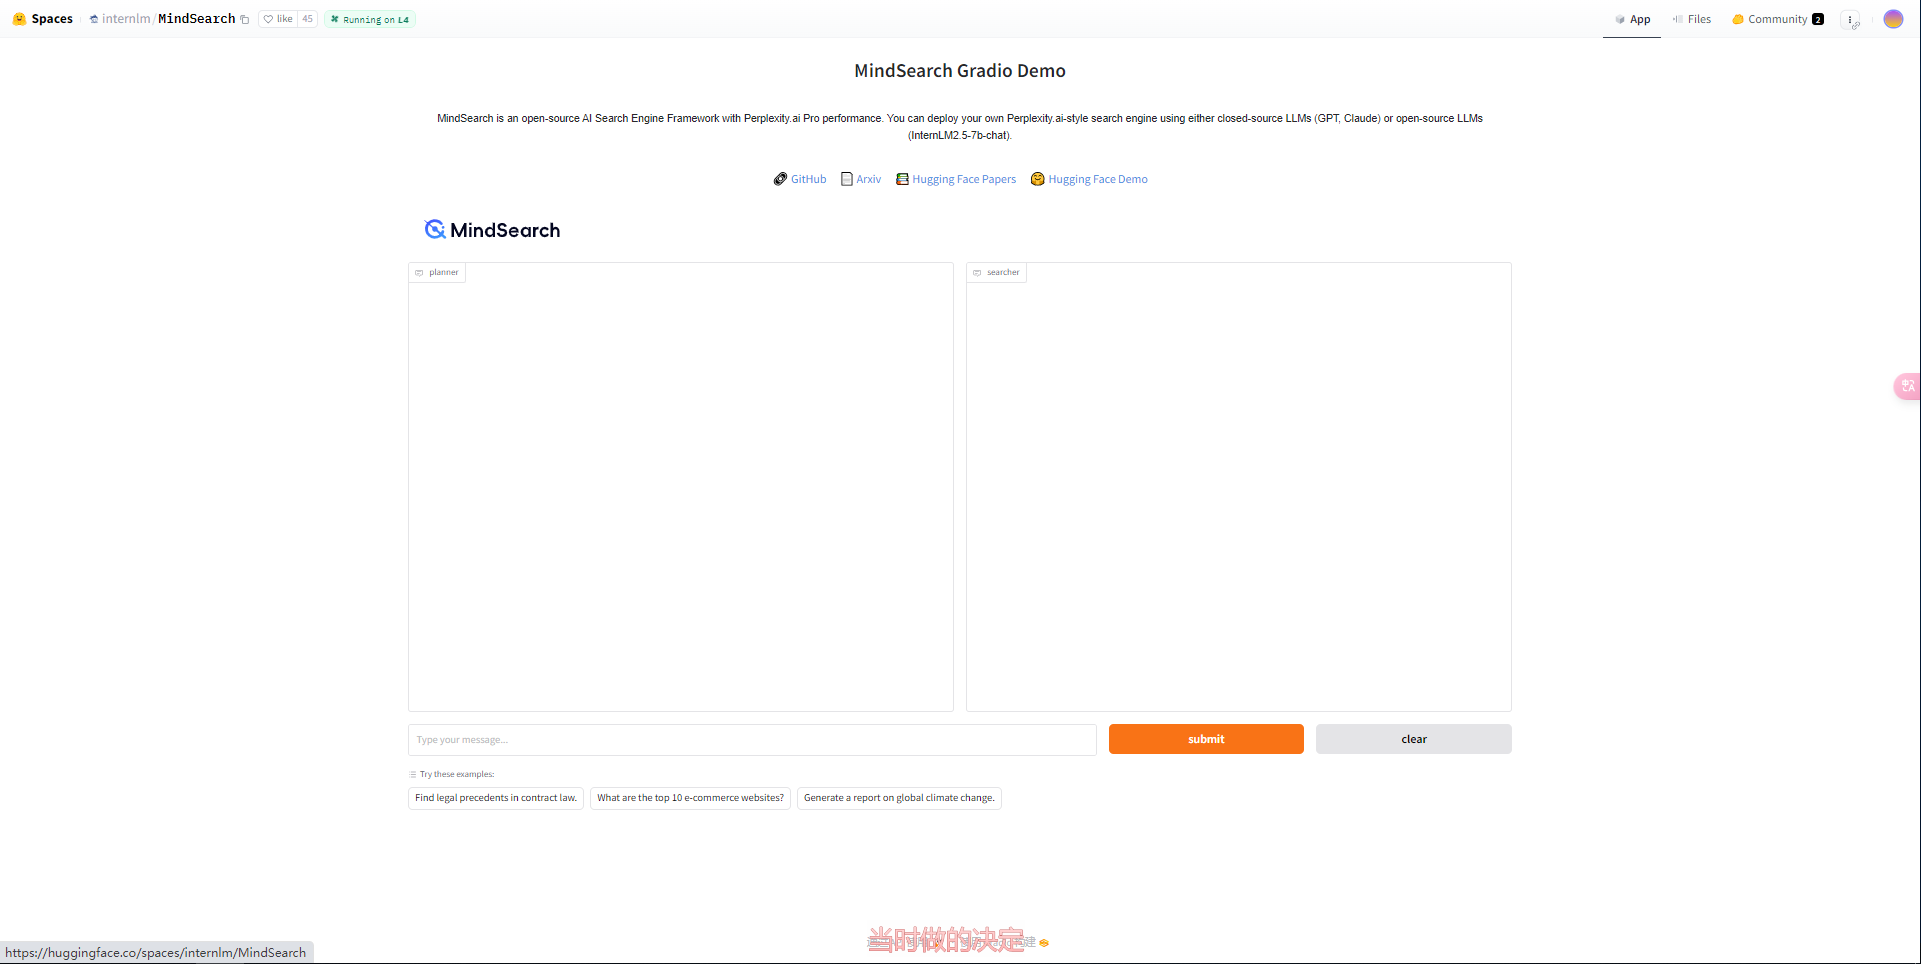 Spaces internlm/MindSearch like 45 Running on L4 App Files Community 2
MindSearch Gradio Demo
MindSearch is an open-source AI Search Engine Framework with Perplexity.ai Pro performance. You can deploy your own Perplexity.ai-style search engine using either closed-source LLMs (GPT, Claude) or open-source LLMs
(InternLM2.5-7b-chat).
GitHub Arxiv Hugging Face Papers Hugging Face Demo
MindSearch
planner
searcher
Type your message...
submit
clear
Try these examples:
Find legal precedents in contract law.
What are the top 10 e-commerce websites?
Generate a report on global climate change.
当时做的决定
https://huggingface.co/spaces/internlm/MindSearch